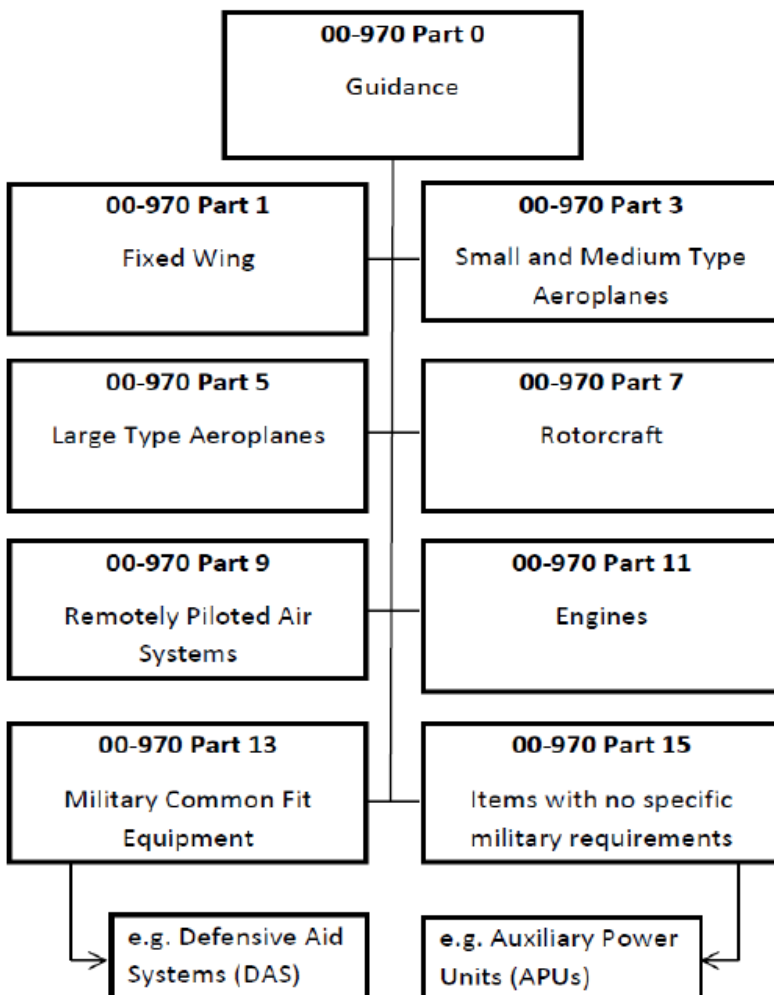 00-970 Part 0
Guidance
00-970 Part 1
Fixed Wing
00-970 Part 3
Small and Medium Type
Aeroplanes
00-970 Part 5
Large Type Aeroplanes
00-970 Part 7
Rotorcraft
00-970 Part 9
Remotely Piloted Air
Systems
00-970 Part 11
Engines
00-970 Part 13
Military Common Fit
Equipment
00-970 Part 15
Items with no specific
military requirements
e.g. Defensive Aid
Systems (DAS)
e.g. Auxiliary Power
Units (APUs)